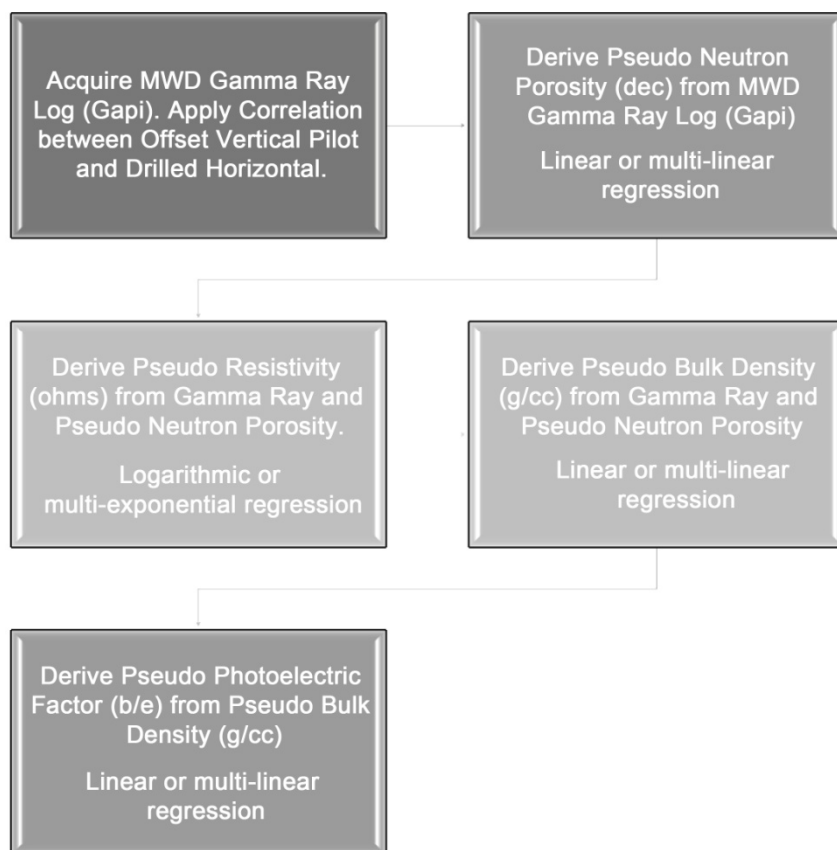 Acquire MWD Gamma Ray
Log (Gapi). Apply Correlation
between Offset Vertical Pilot
and Drilled Horizontal.
Derive Pseudo Neutron
Porosity (dec) from MWD
Gamma Ray Log (Gapi)
Linear or multi-linear
regression
Derive Pseudo Resistivity
(ohms) from Gamma Ray and
Pseudo Neutron Porosity.
Logarithmic or
multi-exponential regression
Derive Pseudo Bulk Density
(g/cc) from Gamma Ray and
Pseudo Neutron Porosity
Linear or multi-linear
regression
Derive Pseudo Photoelectric
Factor (b/e) from Pseudo Bulk
Density (g/cc)
Linear or multi-linear
regression